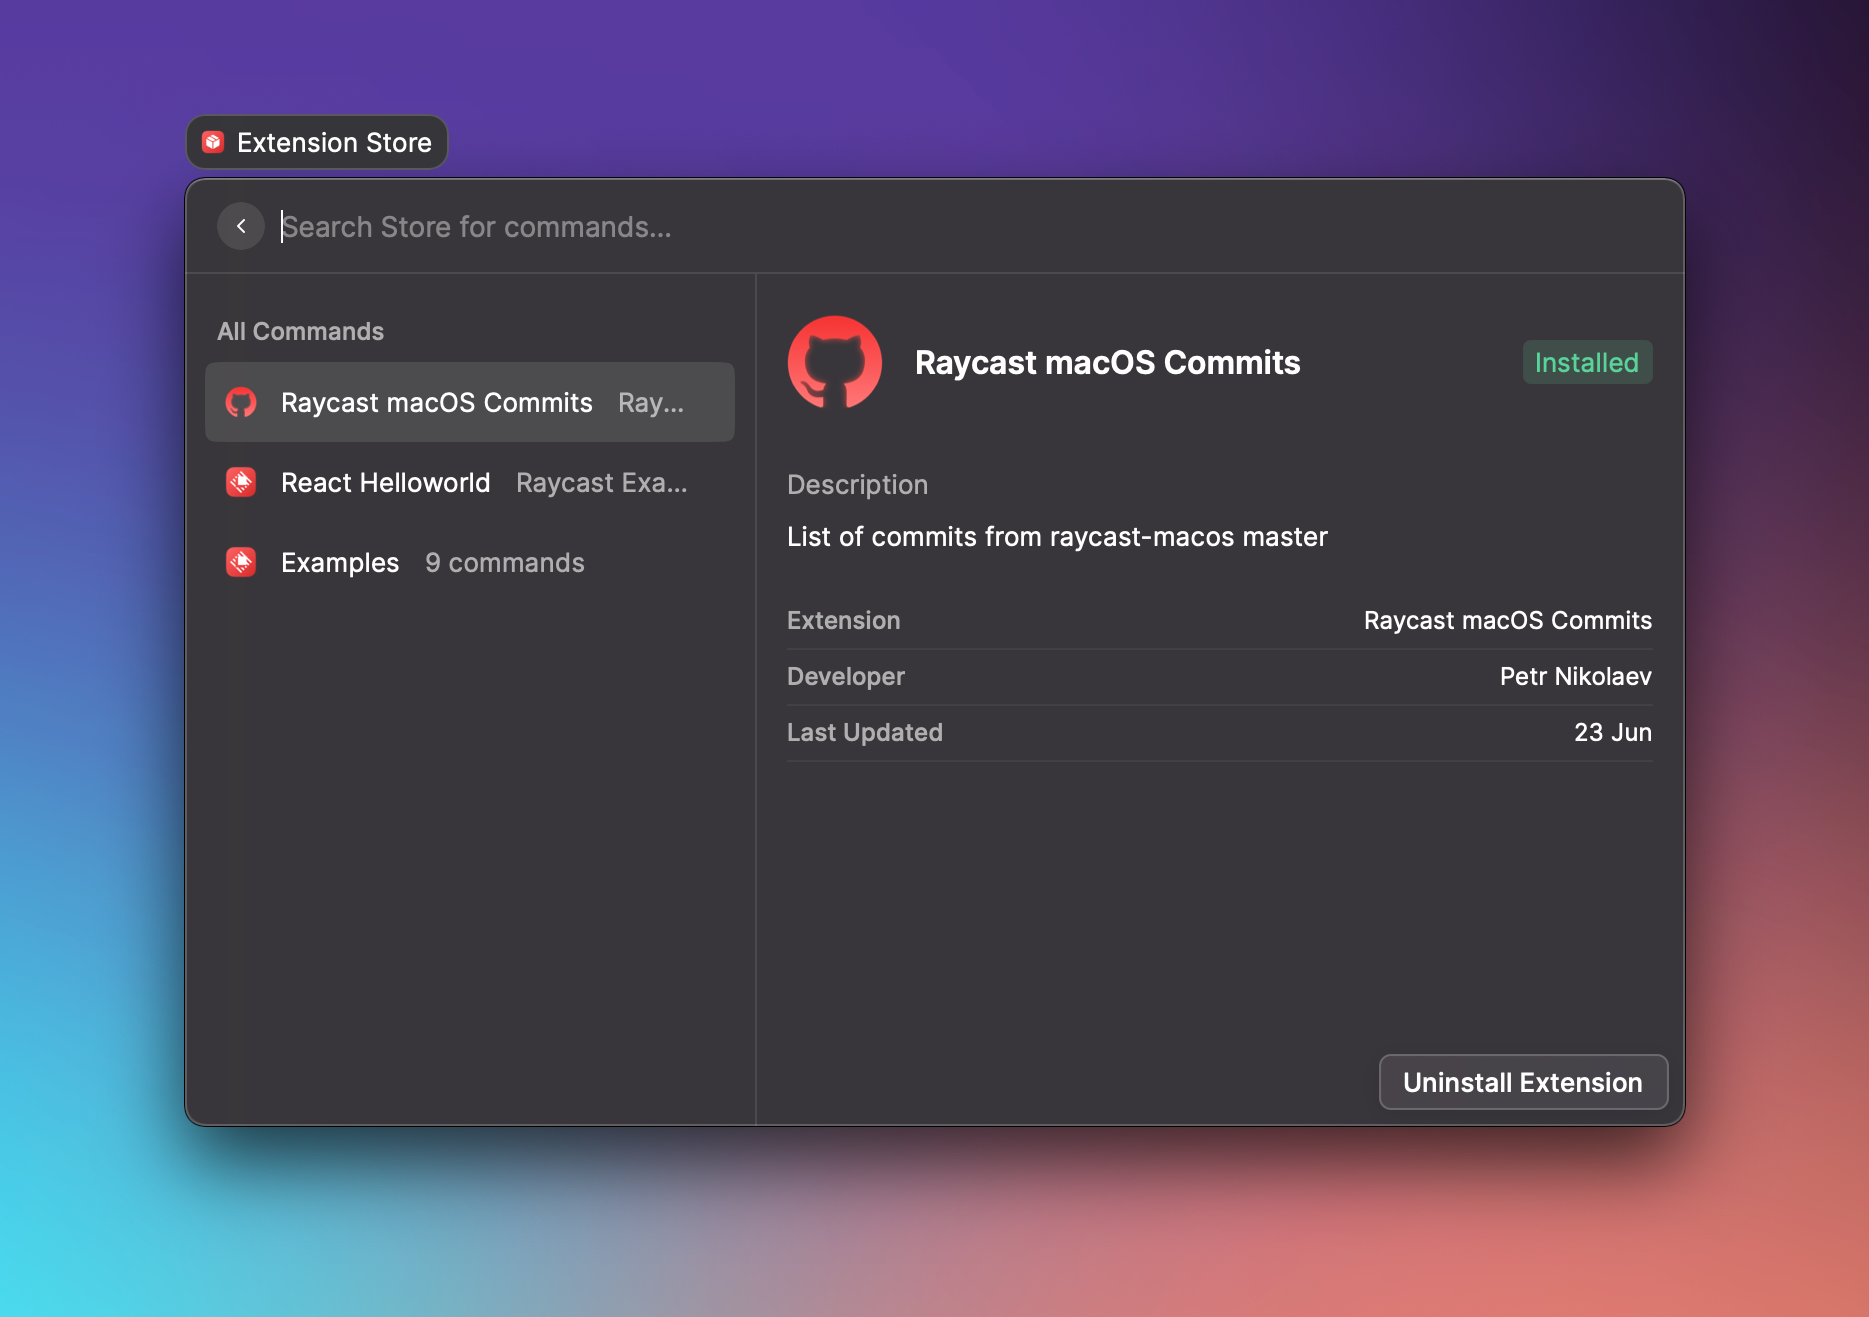 Extension Store
Search Store for commands...
All Commands
Raycast macOS Commits Ray...
React Helloworld Raycast Exa...
Examples 9 commands
Raycast macOS Commits
Installed
Description
List of commits from raycast-macos master
Extension Raycast macOS Commits
Developer Petr Nikolaev
Last Updated 23 Jun
Uninstall Extension